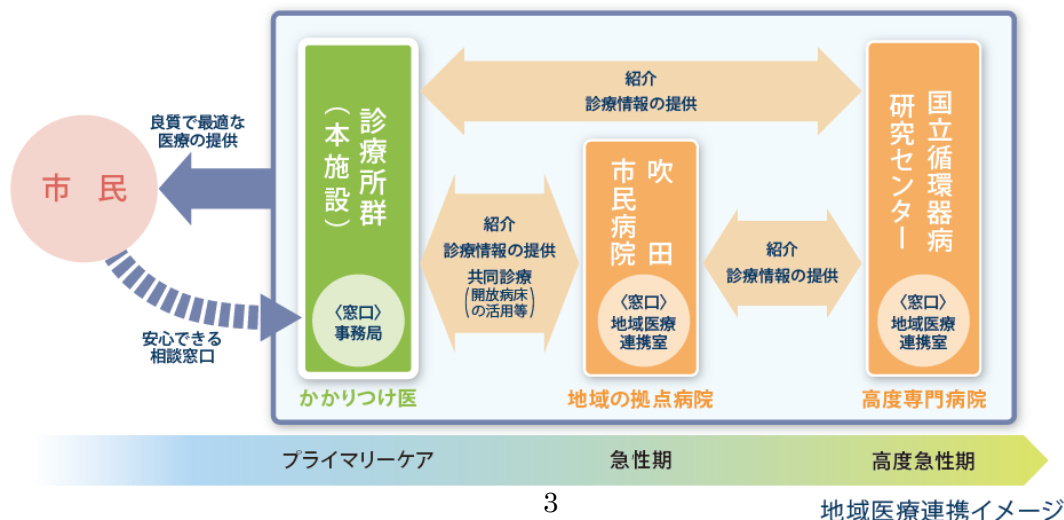 市 民
良質で最適な
医療の提供
安心できる
相談窓口
診療所群
(本施設)
〈窓口〉
事務局
かかりつけ医
紹介
診療情報の提供
紹介
診療情報の提供
共同診療
(開放病床
の活用等)
吹田
市民病院
〈窓口〉
地域医療
連携室
地域の拠点病院
紹介
診療情報の提供
国立循環器病
研究センター
〈窓口〉
地域医療
連携室
高度専門病院
プライマリーケア
急性期
高度急性期
3
地域医療連携イメージ